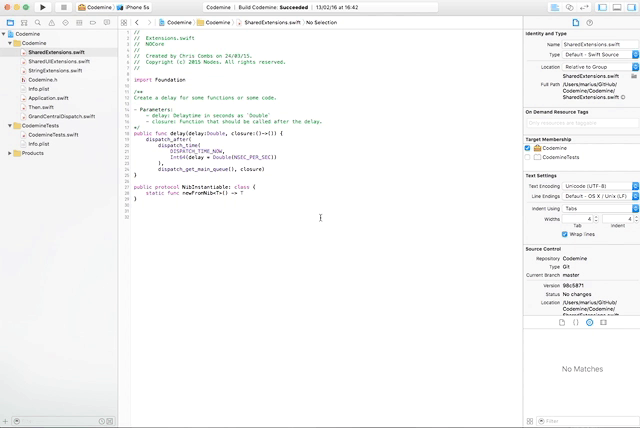 Codemine
iPhone 5s
Codemine
Build Codemine: Succeeded
13/02/16 at 16:42
Codemine
Codemine
SharedExtensions.swift
No Selection
Codemine
Codemine
SharedExtensions.swift
SharedUIExtensions.swift
StringExtensions.swift
Codemine.h
Info.plist
Application.swift
Then.swift
GrandCentralDispatch.swift
CodemineTests
CodemineTests.swift
Info.plist
Products
//
// Extensions.swift
// NOCore
//
// Created by Chris Combs on 24/03/15.
// Copyright (c) 2015 Nodes. All rights reserved.
//
import Foundation
/**
Create a delay for some functions or some code.
- Parameters:
- delay: Delaytime in seconds as `Double`
- closure: Function that should be called after the delay.
*/
public func delay(delay:Double, closure:()->()) {
dispatch_after(
dispatch_time(
DISPATCH_TIME_NOW,
Int64(delay * Double(NSEC_PER_SEC))
),
dispatch_get_main_queue(), closure)
}
public protocol NibInstantiable: class {
static func newFromNib<T>() -> T
}
Identity and Type
Name SharedExtensions.swift
Type Default - Swift Source
Location Relative to Group
SharedExtensions.swift
Full Path /Users/marius/GitHub/
Codemine/Codemine/
SharedExtensions.swift
On Demand Resource Tags
Target Membership
Codemine
CodemineTests
Text Settings
Text Encoding Unicode (UTF-8)
Line Endings Default - OS X / Unix (LF)
Indent Using Tabs
Widths 4 4
Tab Indent
Wrap lines
Source Control
Repository Codemine
Type Git
Current Branch master
Version 98c5871
Status No changes
Location /Users/marius/GitHub/
Codemine/Codemine/
No Matches
Filter